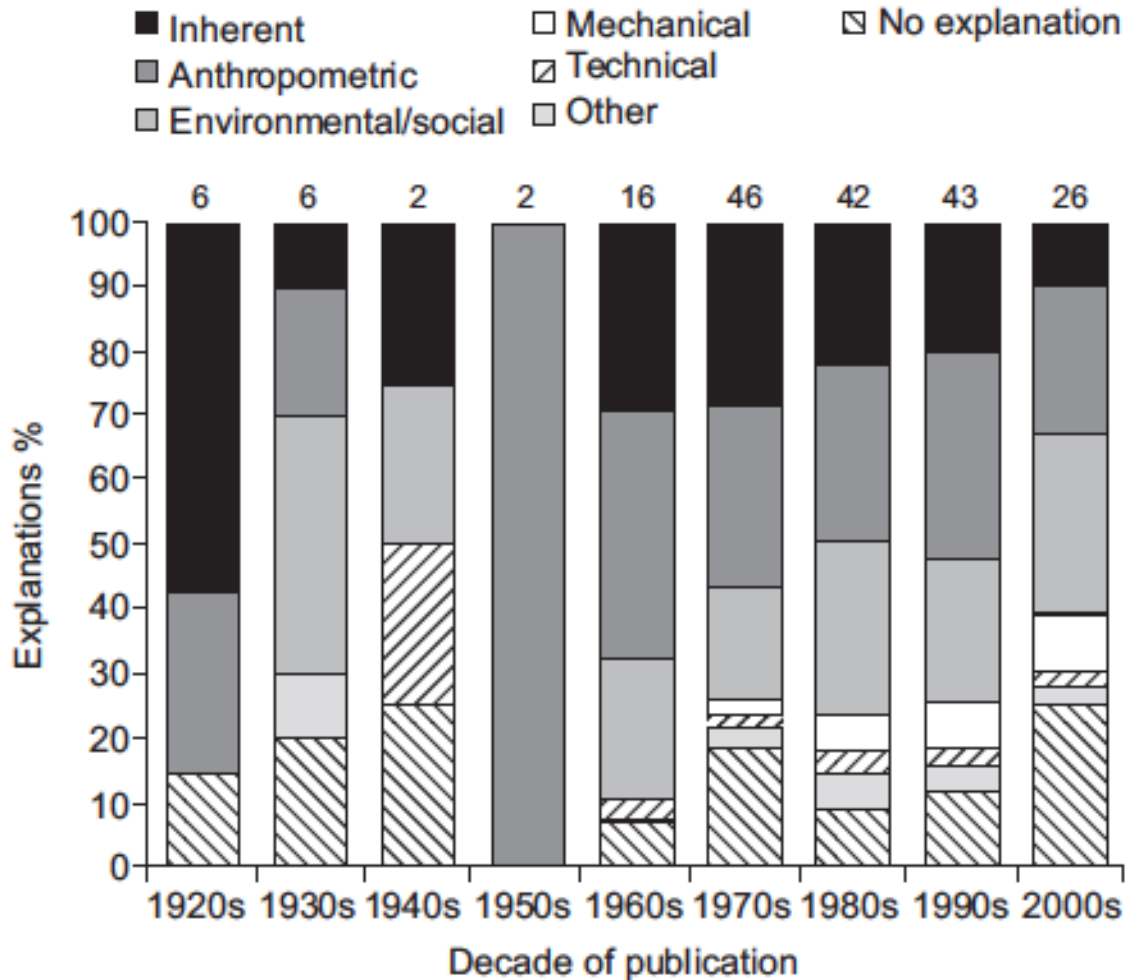 Inherent
Anthropometric
Environmental/social
Mechanical
Technical
Other
No explanation
6 6 2 2 16 46 42 43 26
100
90
80
70
60
50
40
30
20
10
0
Explanations %
1920s 1930s 1940s 1950s 1960s 1970s 1980s 1990s 2000s
Decade of publication